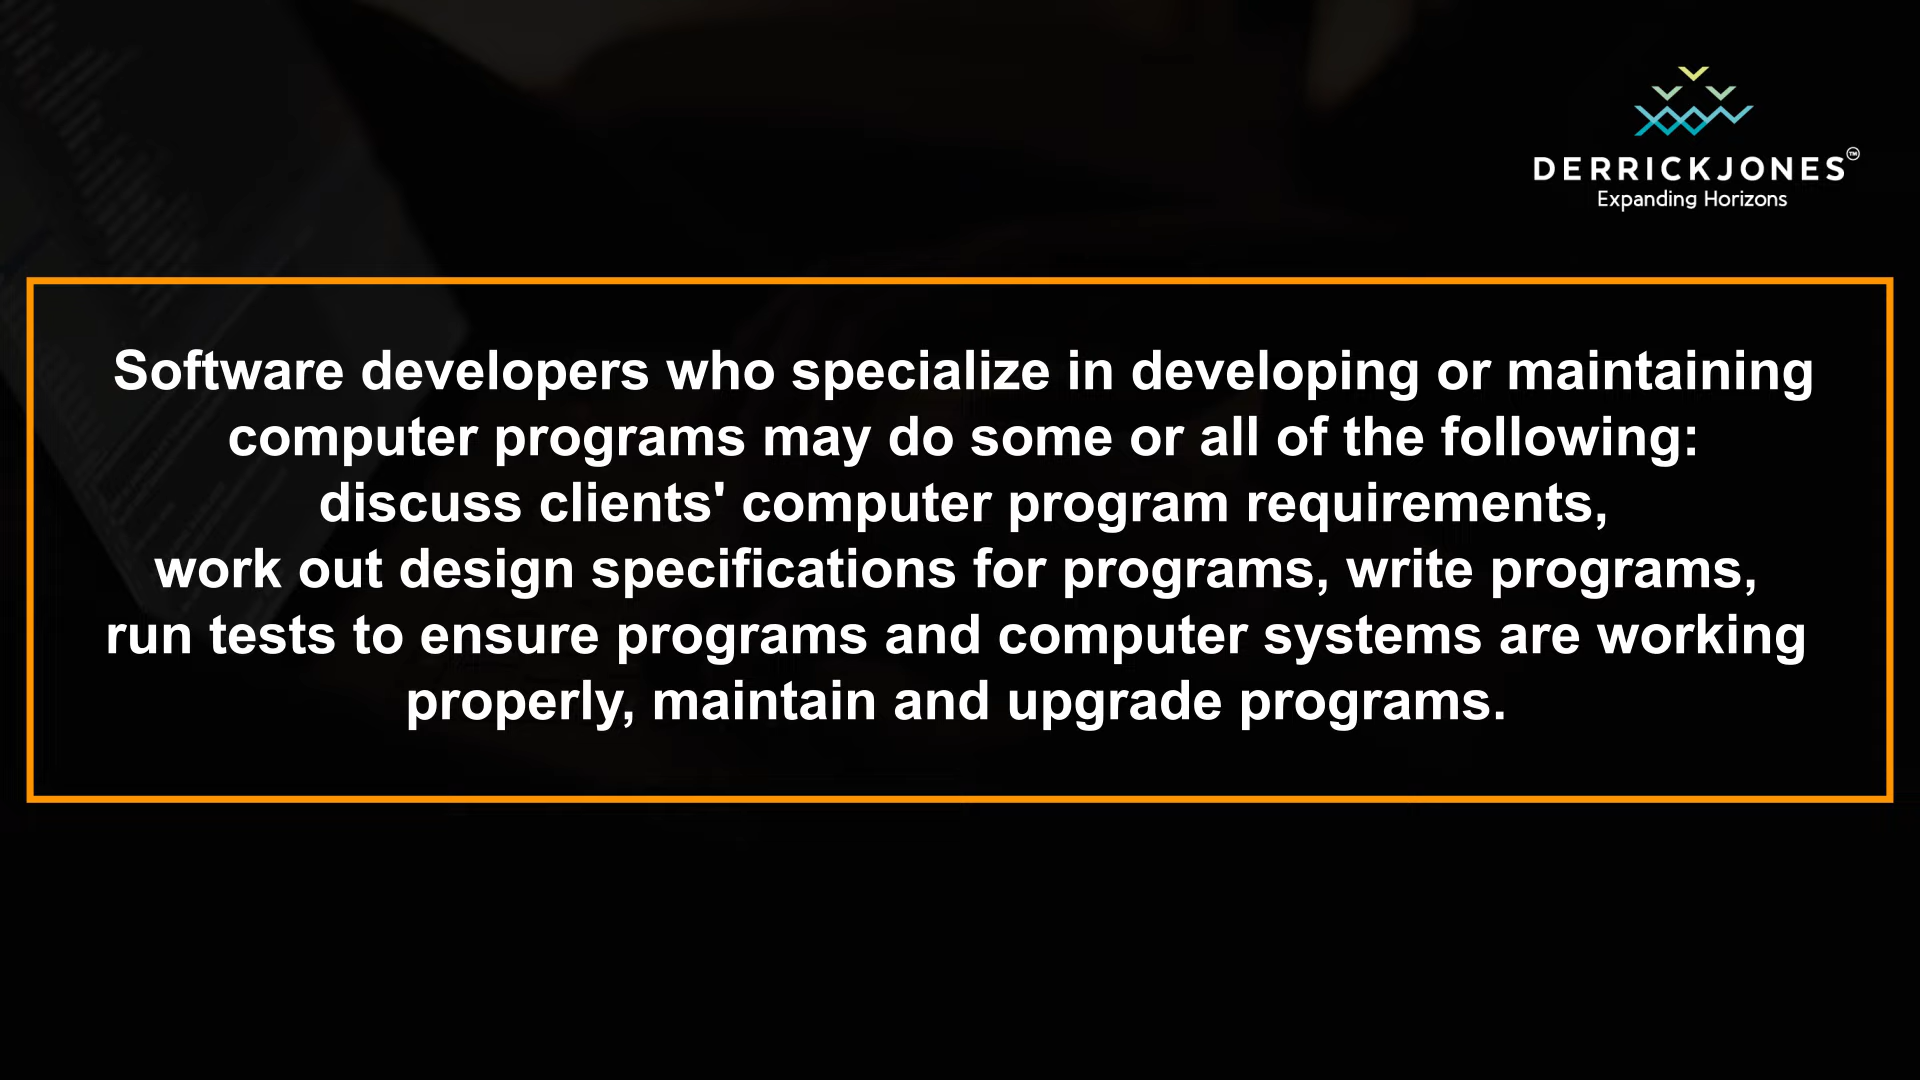 DERRICKJONES™
Expanding Horizons
Software developers who specialize in developing or maintaining
computer programs may do some or all of the following:
discuss clients' computer program requirements,
work out design specifications for programs, write programs,
run tests to ensure programs and computer systems are working
properly, maintain and upgrade programs.